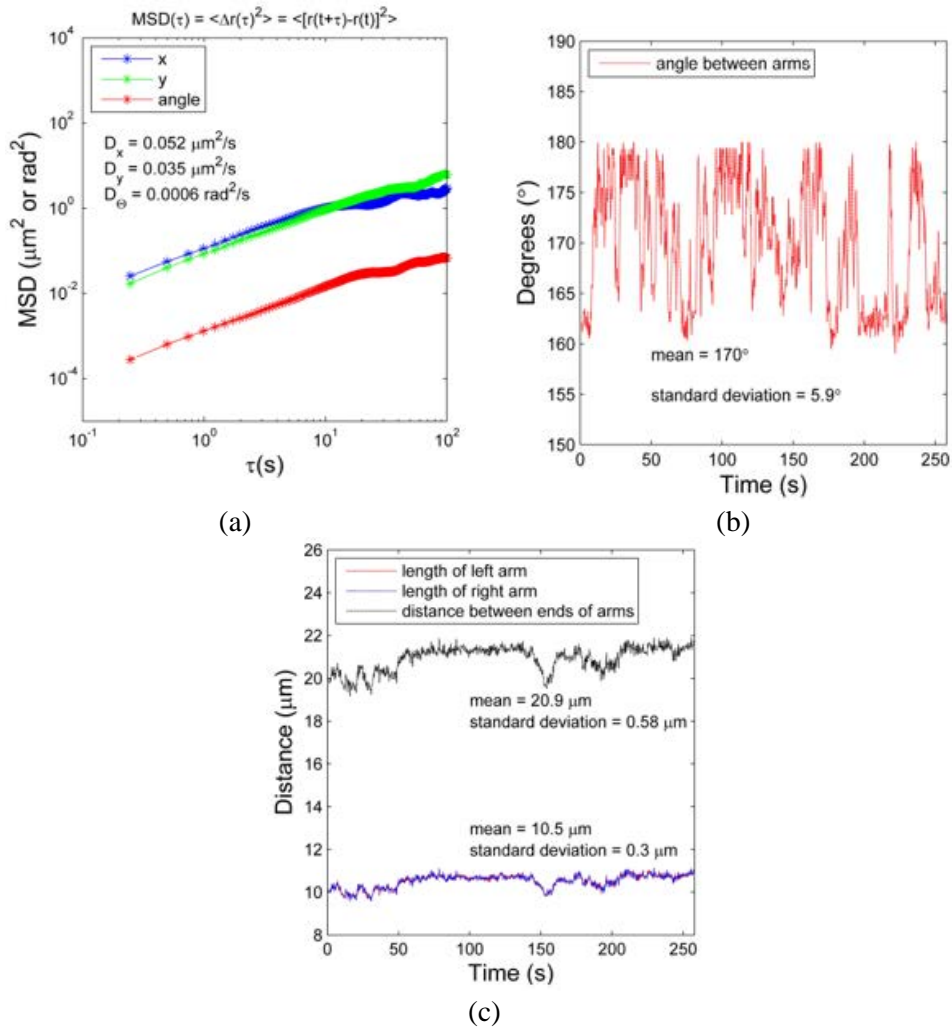 MSD(τ) = <Δr(τ)²> = <[r(t+τ)-r(t)]²>
x
y
angle
D_x = 0.052 μm²/s
D_y = 0.035 μm²/s
D_Θ = 0.0006 rad²/s
MSD (μm² or rad²)
10⁴
10²
10⁰
10⁻²
10⁻⁴
10⁻¹ 10⁰ 10¹ 10²
τ(s)
(a)
angle between arms
Degrees (°)
190
185
180
175
170
165
160
155
150
mean = 170°
standard deviation = 5.9°
0 50 100 150 200 250
Time (s)
(b)
length of left arm
length of right arm
distance between ends of arms
Distance (μm)
26
24
22
20
18
16
14
12
10
8
mean = 20.9 μm
standard deviation = 0.58 μm
mean = 10.5 μm
standard deviation = 0.3 μm
0 50 100 150 200 250
Time (s)
(c)